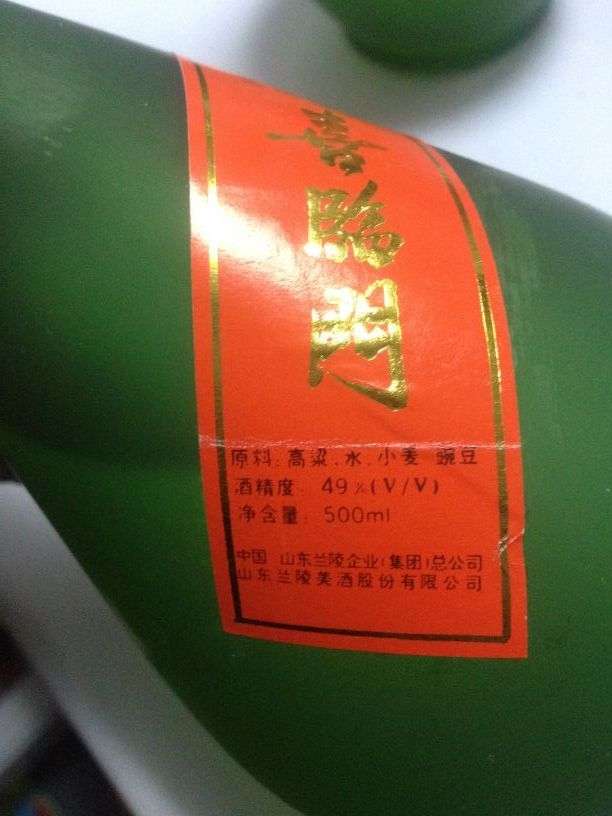 喜臨門
原料:高粱.水.小麦 豌豆
酒精度: 49%(V/V)
净含量: 500ml
中国 山东兰陵企业(集团)总公司
山东兰陵美酒股份有限公司